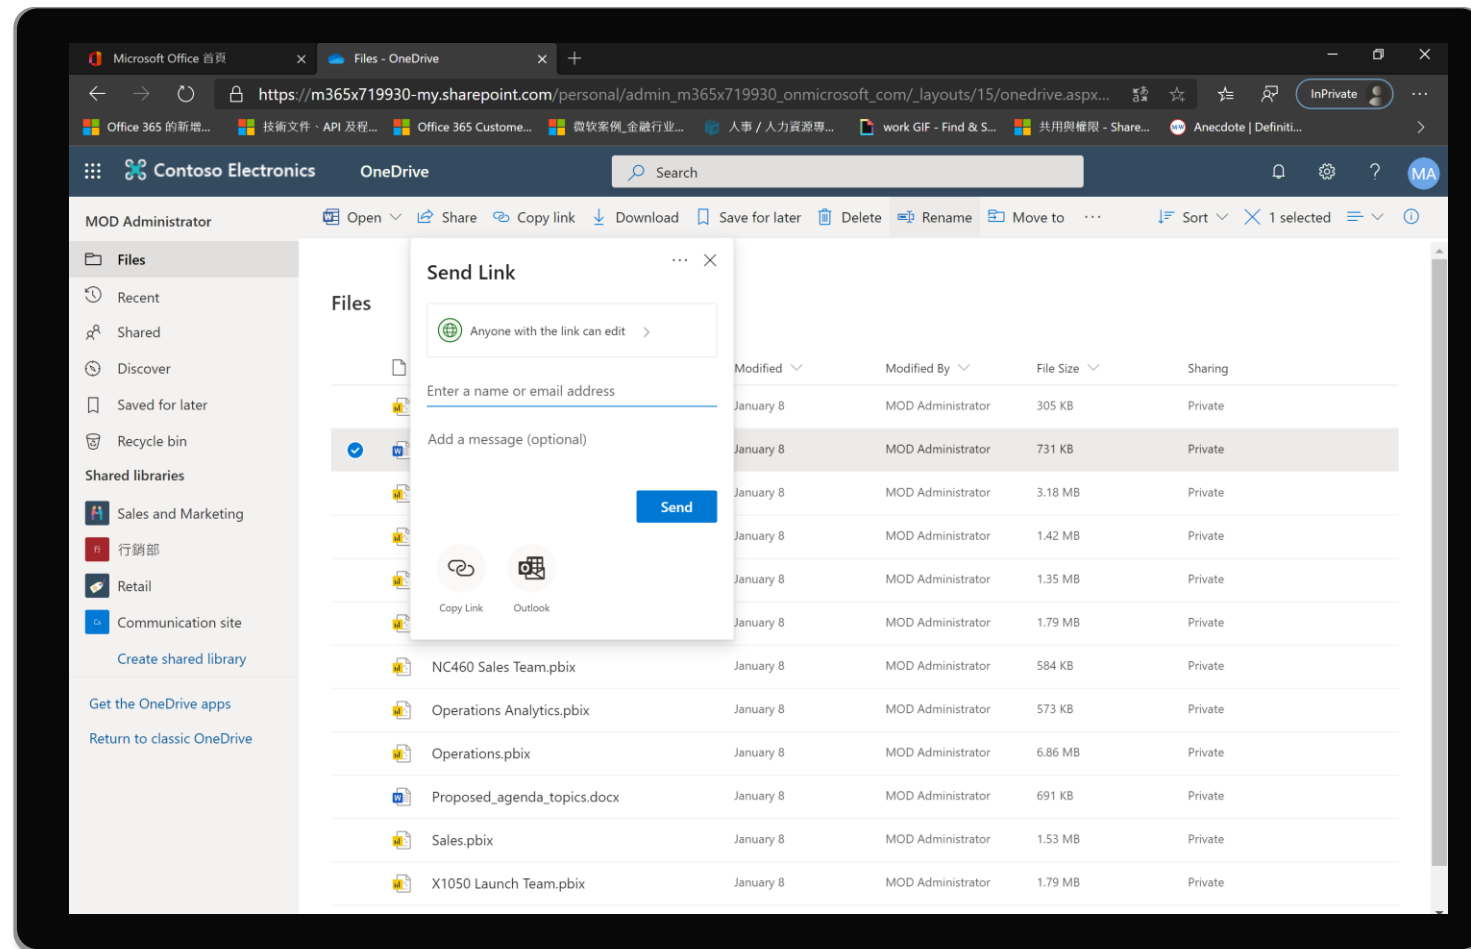 Microsoft Office 首頁
Files - OneDrive
https://m365x719930-my.sharepoint.com/personal/admin_m365x719930_onmicrosoft_com/_layouts/15/onedrive.aspx...
InPrivate
Office 365 的新增...
技術文件、API 及程...
Office 365 Custome...
微软案例_金融行业...
人事 / 人力資源專...
work GIF - Find & S...
共用與權限 - Share...
Anecdote | Definiti...
Contoso Electronics
OneDrive
Search
MA
MOD Administrator
Open
Share
Copy link
Download
Save for later
Delete
Rename
Move to
Sort
1 selected
Files
Recent
Shared
Discover
Saved for later
Recycle bin
Shared libraries
Sales and Marketing
行 行銷部
Retail
Cs Communication site
Create shared library
Get the OneDrive apps
Return to classic OneDrive
Files
Send Link
Anyone with the link can edit
Enter a name or email address
Add a message (optional)
Send
Copy Link
Outlook
Modified Modified By File Size Sharing
January 8 MOD Administrator 305 KB Private
January 8 MOD Administrator 731 KB Private
January 8 MOD Administrator 3.18 MB Private
January 8 MOD Administrator 1.42 MB Private
January 8 MOD Administrator 1.35 MB Private
January 8 MOD Administrator 1.79 MB Private
NC460 Sales Team.pbix January 8 MOD Administrator 584 KB Private
Operations Analytics.pbix January 8 MOD Administrator 573 KB Private
Operations.pbix January 8 MOD Administrator 6.86 MB Private
Proposed_agenda_topics.docx January 8 MOD Administrator 691 KB Private
Sales.pbix January 8 MOD Administrator 1.53 MB Private
X1050 Launch Team.pbix January 8 MOD Administrator 1.79 MB Private